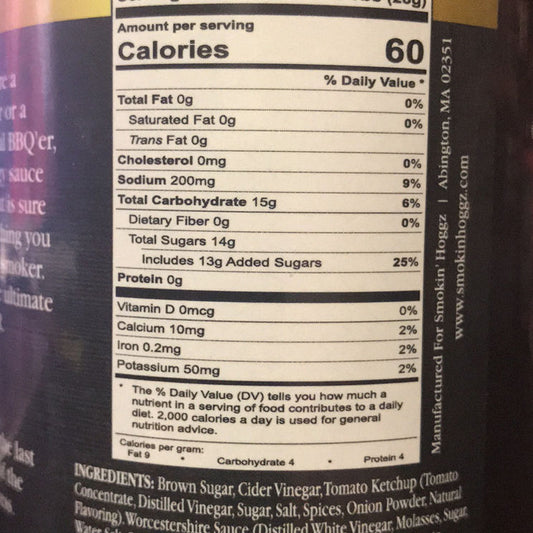 Amount per serving
Calories 60
% Daily Value *
Total Fat 0g 0%
Saturated Fat 0g 0%
Trans Fat 0g
Cholesterol 0mg 0%
Sodium 200mg 9%
Total Carbohydrate 15g 6%
Dietary Fiber 0g 0%
Total Sugars 14g
Includes 13g Added Sugars 25%
Protein 0g
Vitamin D 0mcg 0%
Calcium 10mg 2%
Iron 0.2mg 2%
Potassium 50mg 2%
* The % Daily Value (DV) tells you how much a
nutrient in a serving of food contributes to a daily
diet. 2,000 calories a day is used for general
nutrition advice.
Calories per gram:
Fat 9 • Carbohydrate 4 • Protein 4
INGREDIENTS: Brown Sugar, Cider Vinegar, Tomato Ketchup (Tomato
Concentrate, Distilled Vinegar, Sugar, Salt, Spices, Onion Powder, Natural
Flavoring), Worcestershire Sauce (Distilled White Vinegar, Molasses, Sugar,
Manufactured For Smokin' Hoggz | Abington, MA 02351
www.smokinhoggz.com
a
or a
BBQ'er,
sauce
is sure
you
smoker.
ultimate
last
the